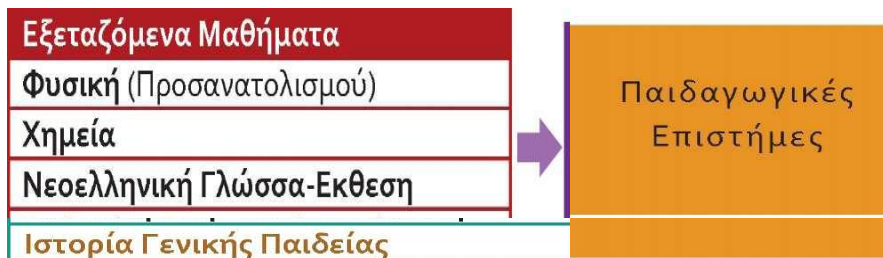 Εξεταζόμενα Μαθήματα
Φυσική (Προσανατολισμού)
Χημεία
Νεοελληνική Γλώσσα-Εκθεση
Ιστορία Γενικής Παιδείας
Παιδαγωγικές
Επιστήμες